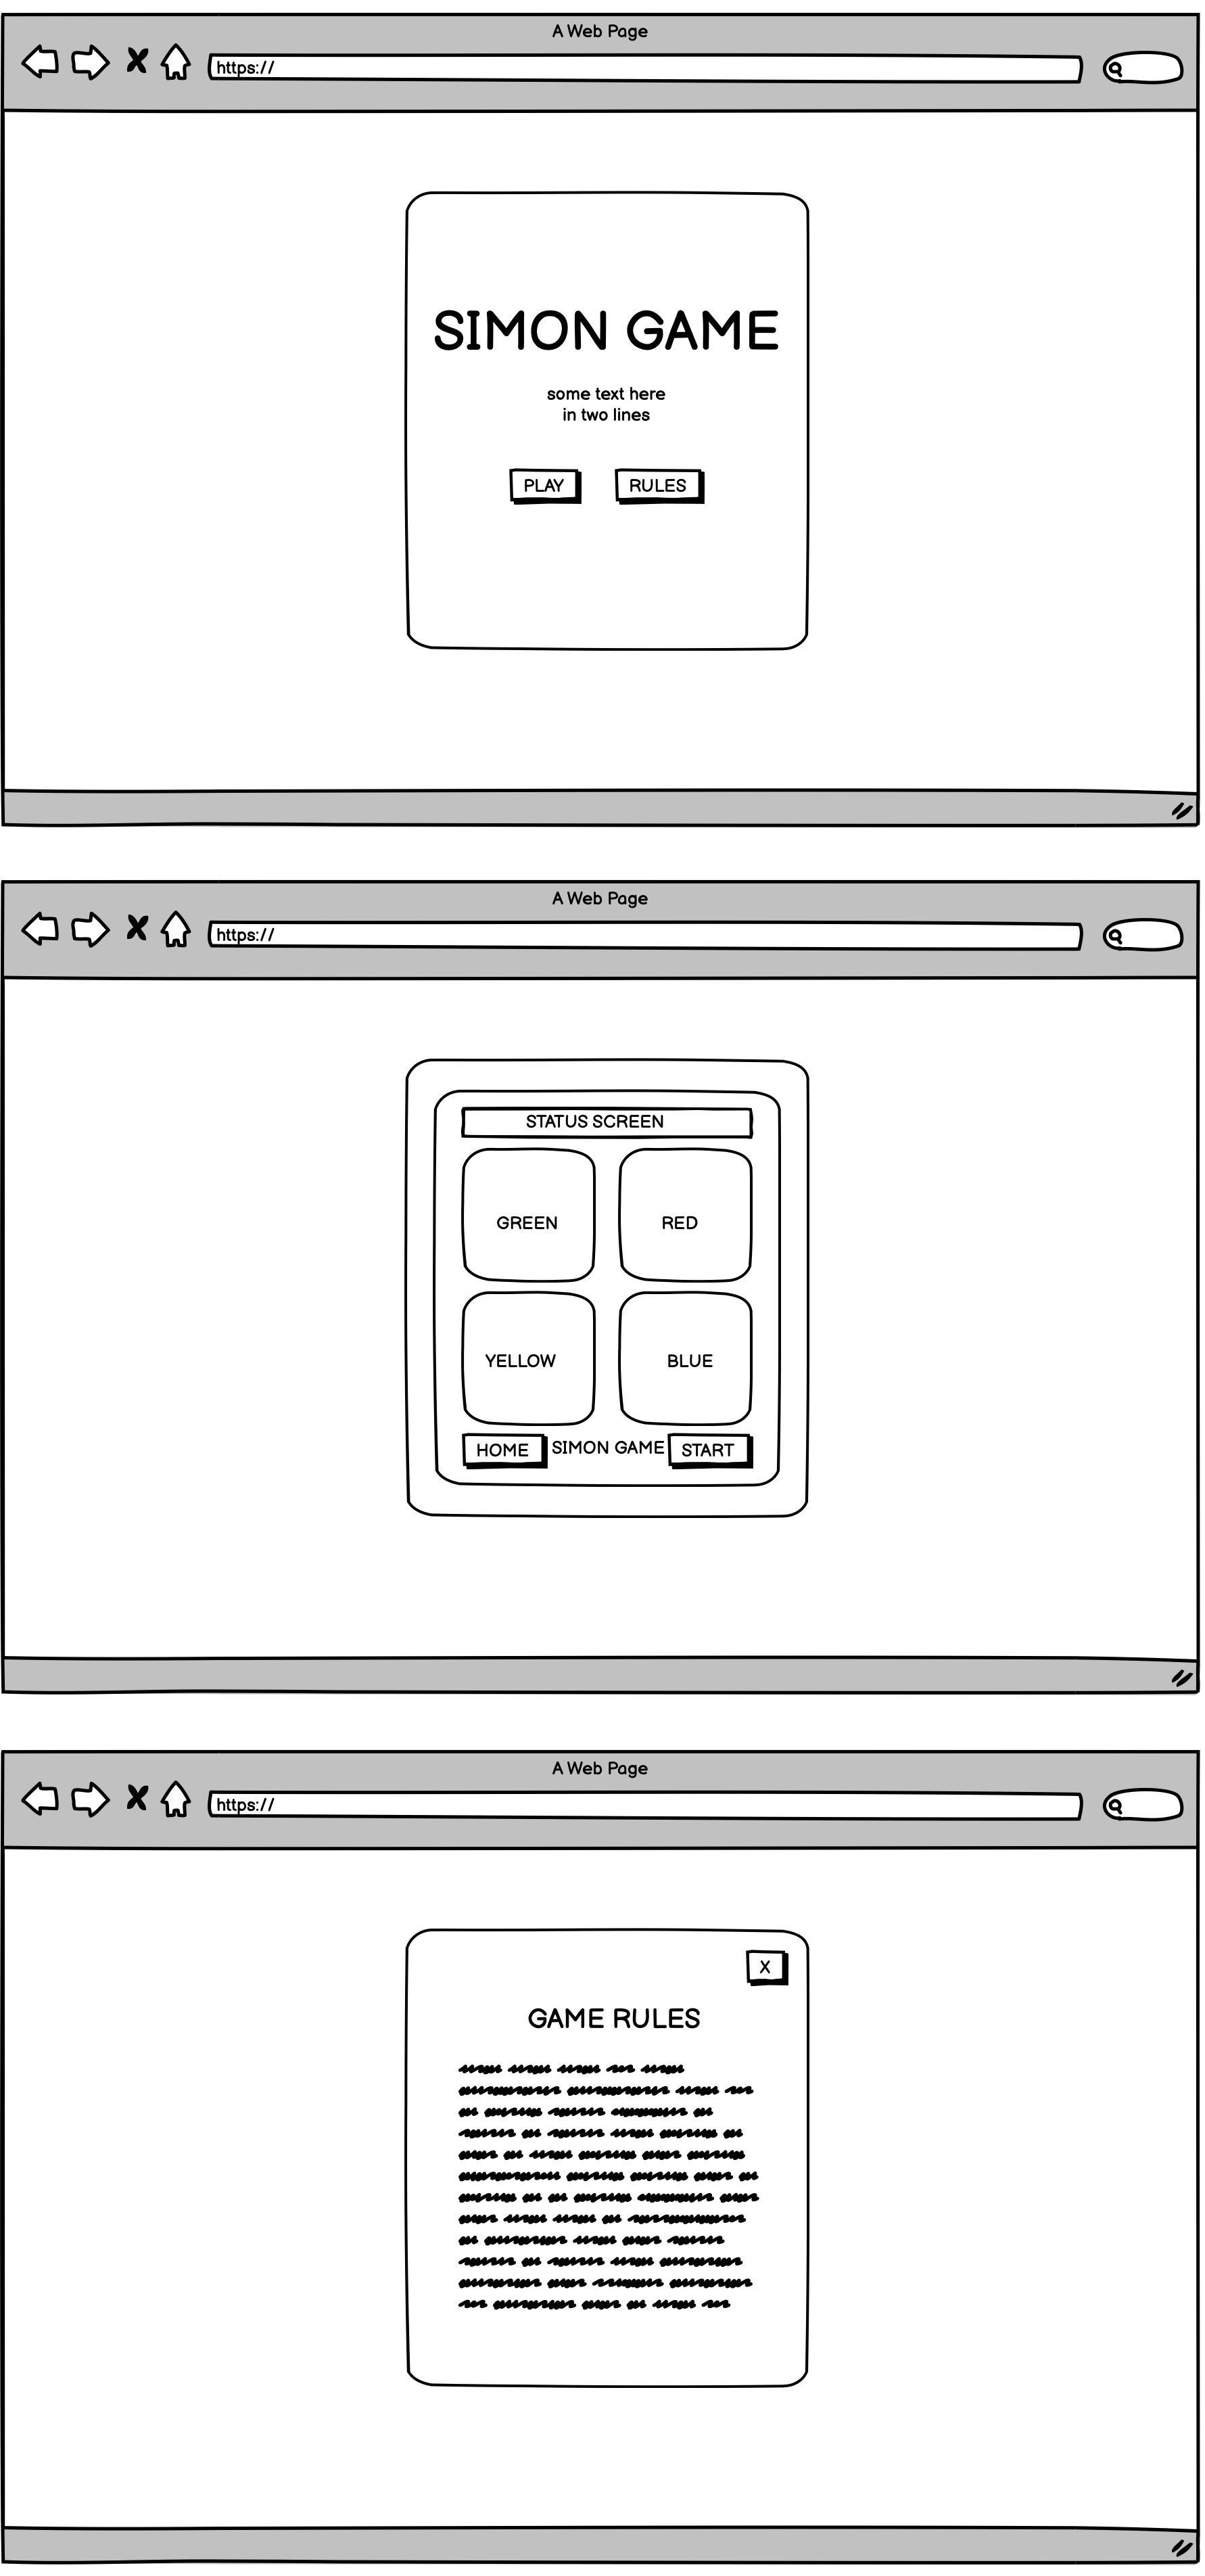 A Web Page
https://
SIMON GAME
some text here
in two lines
PLAY RULES
A Web Page
https://
STATUS SCREEN
GREEN RED
YELLOW BLUE
HOME SIMON GAME START
A Web Page
https://
X
GAME RULES